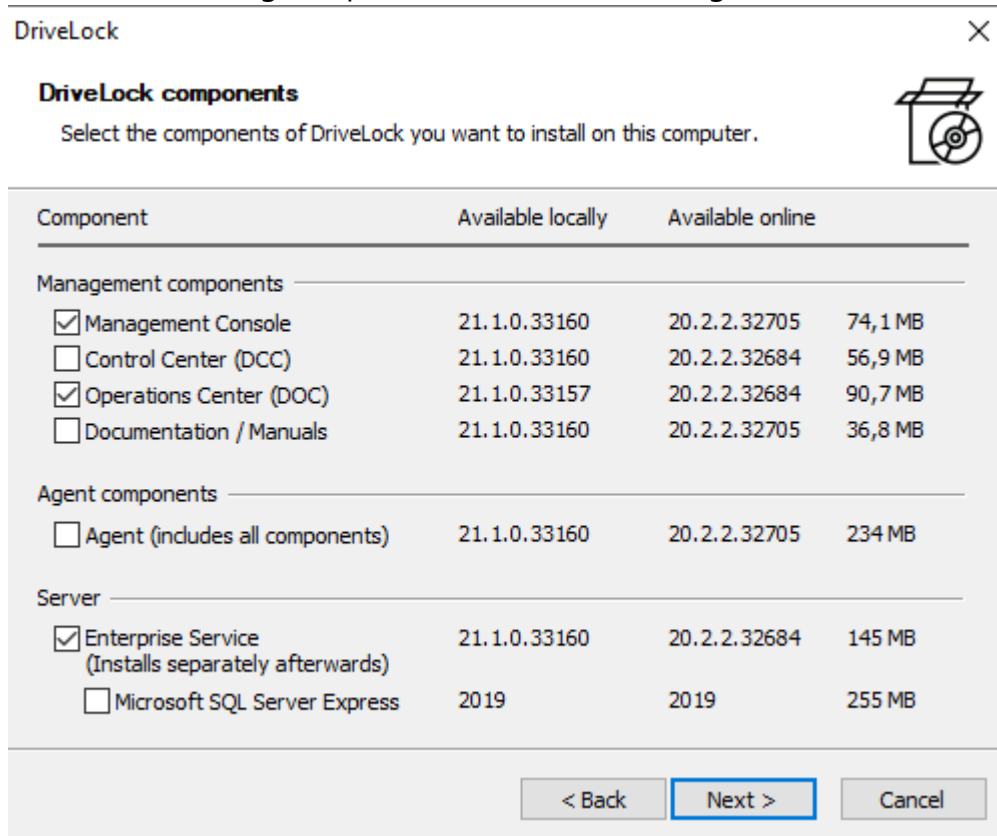 DriveLock
DriveLock components
Select the components of DriveLock you want to install on this computer.
Component Available locally Available online
Management components
Management Console 21.1.0.33160 20.2.2.32705 74,1 MB
Control Center (DCC) 21.1.0.33160 20.2.2.32684 56,9 MB
Operations Center (DOC) 21.1.0.33157 20.2.2.32684 90,7 MB
Documentation / Manuals 21.1.0.33160 20.2.2.32705 36,8 MB
Agent components
Agent (includes all components) 21.1.0.33160 20.2.2.32705 234 MB
Server
Enterprise Service 21.1.0.33160 20.2.2.32684 145 MB
(Installs separately afterwards)
Microsoft SQL Server Express 2019 2019 255 MB
< Back Next > Cancel